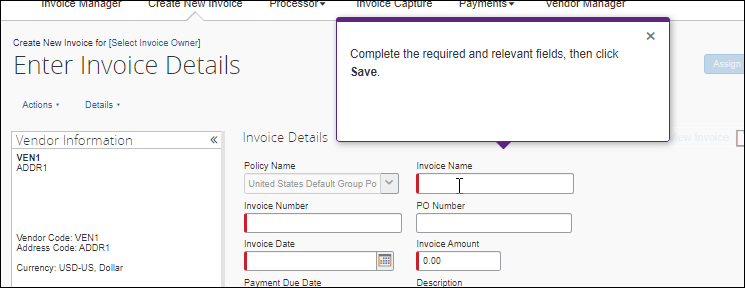 Invoice Manager Create New Invoice Processor Invoice Capture Payments Vendor Manager
Create New Invoice for [Select Invoice Owner]
Enter Invoice Details
Complete the required and relevant fields, then click
Save.
Assign
Actions Details
Vendor Information
VEN1
ADDR1
Vendor Code: VEN1
Address Code: ADDR1
Currency: USD-US, Dollar
Invoice Details
Invoice
Policy Name Invoice Name
United States Default Group Po
Invoice Number PO Number
Invoice Date Invoice Amount
0.00
Payment Due Date Description